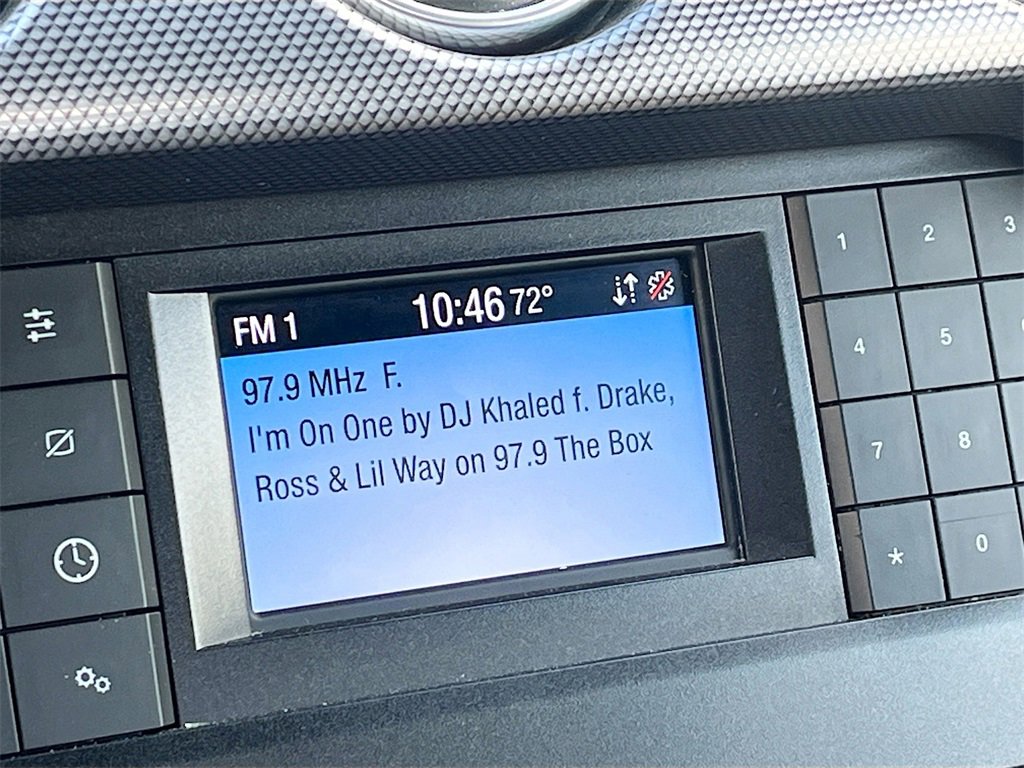 FM 1 10:46 72°
97.9 MHz F.
I'm On One by DJ Khaled f. Drake,
Ross & Lil Way on 97.9 The Box
1 2 3
4 5
7 8
* 0